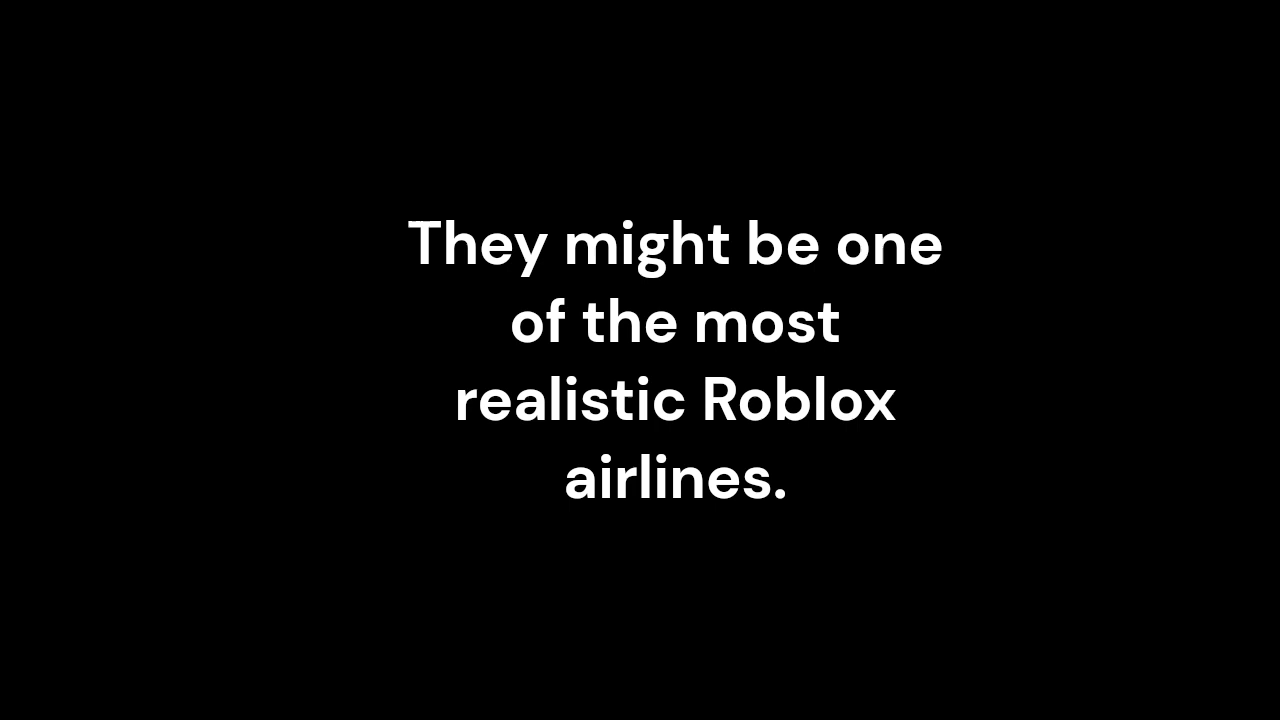 They might be one
of the most
realistic Roblox
airlines.